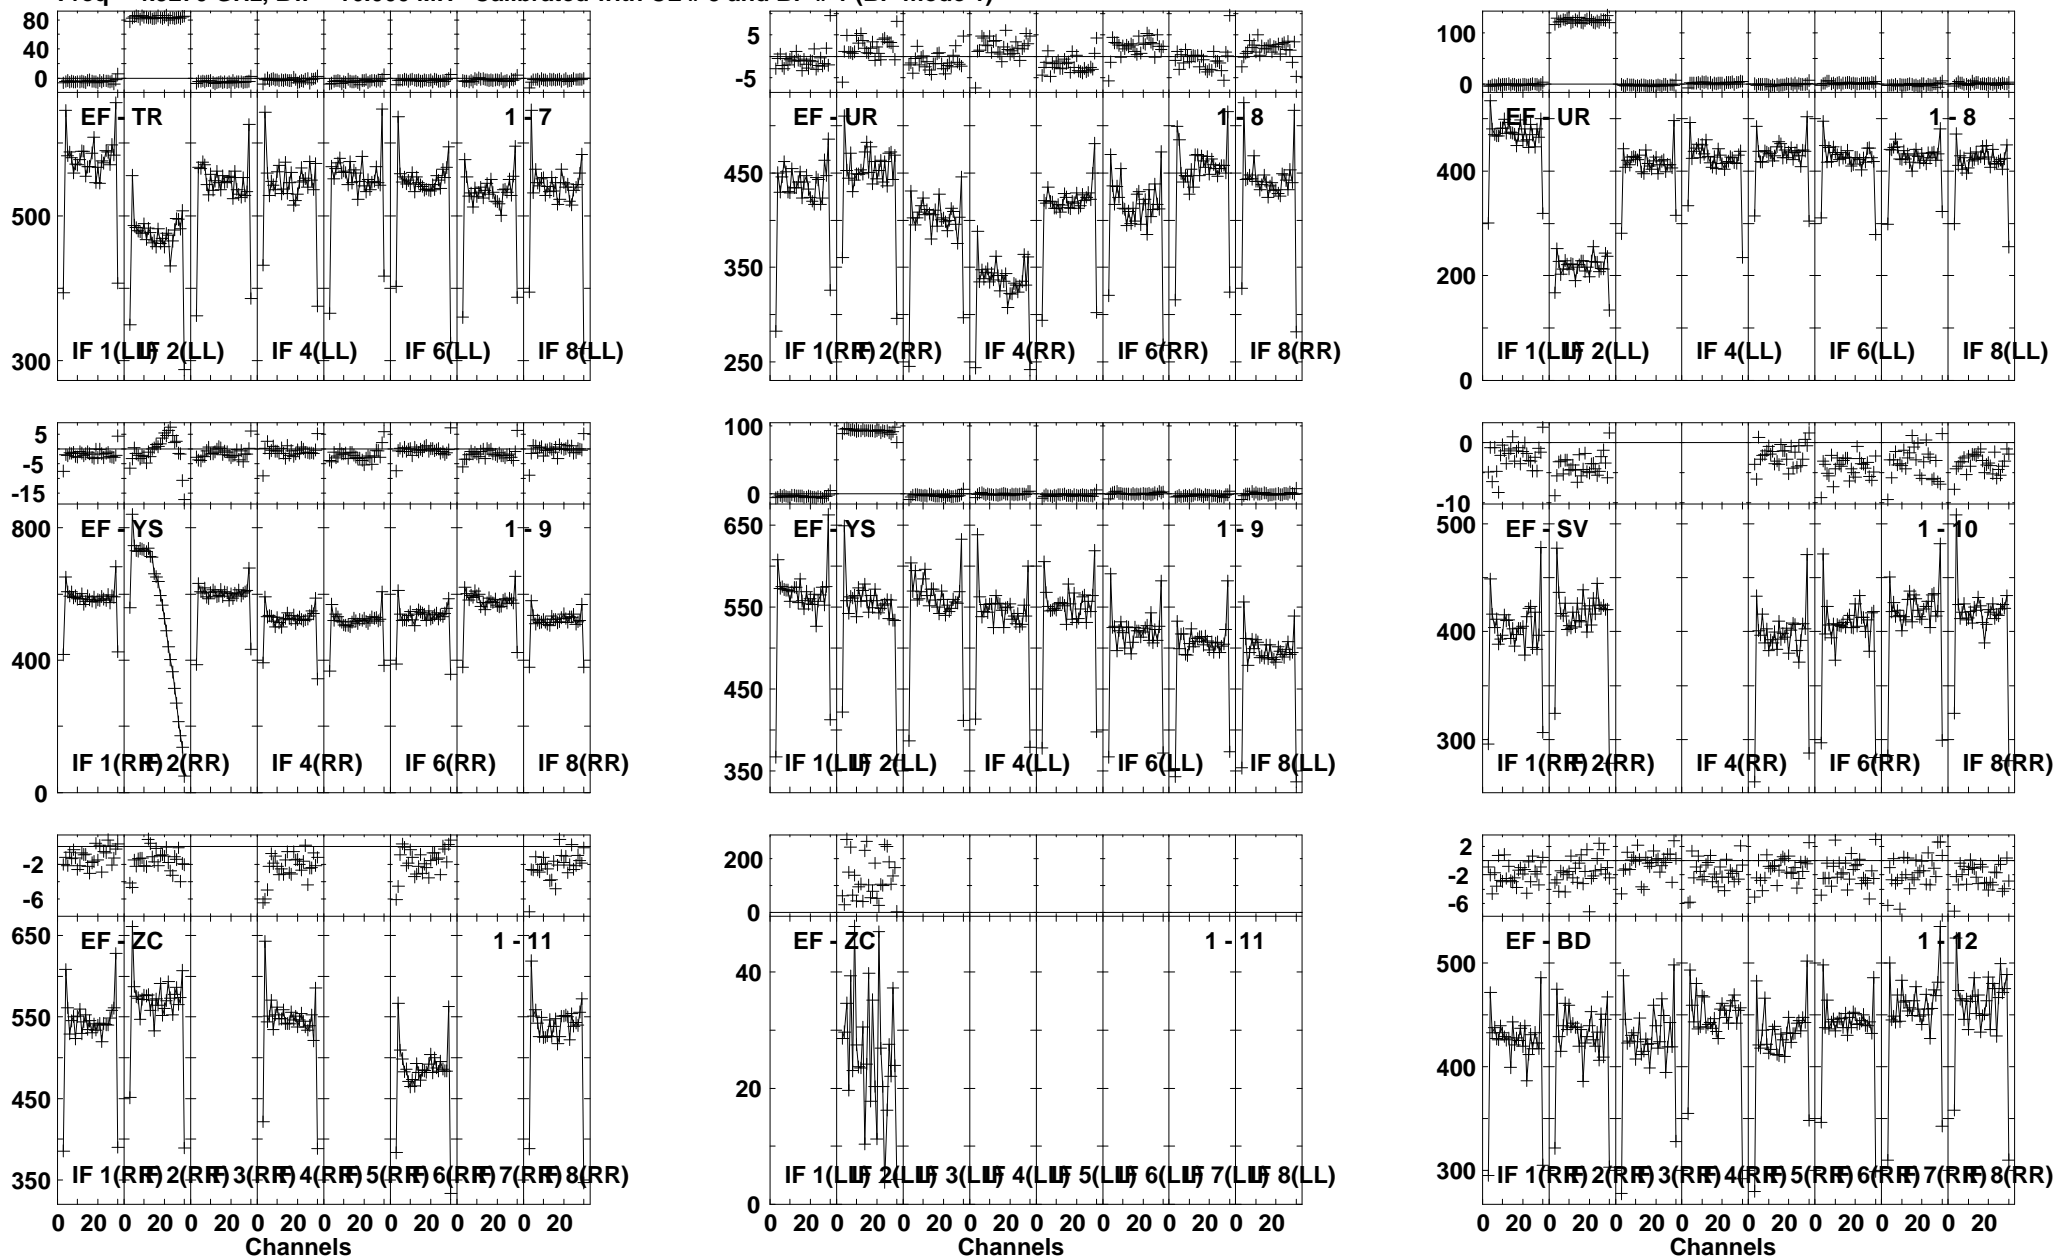 Freq GHz, BW Calibrated with CL # and BP # (BP mode 1)
80
40
0
EF - TR 1 - 7
500
300
IF 1(LL) IF 2(LL) IF 4(LL) IF 6(LL) IF 8(LL)
5
-5
EF - UR 1 - 8
450
350
250
IF 1(RR) IF 2(RR) IF 4(RR) IF 6(RR) IF 8(RR)
100
0
EF - UR 1 - 8
400
200
0
IF 1(LL) IF 2(LL) IF 4(LL) IF 6(LL) IF 8(LL)
5
-5
-15
EF - YS 1 - 9
800
400
0
IF 1(RR) IF 2(RR) IF 4(RR) IF 6(RR) IF 8(RR)
100
0
EF - YS 1 - 9
650
550
450
350
IF 1(LL) IF 2(LL) IF 4(LL) IF 6(LL) IF 8(LL)
0
-10
EF - SV 1 - 10
500
400
300
IF 1(RR) IF 2(RR) IF 4(RR) IF 6(RR) IF 8(RR)
-2
-6
EF - ZC 1 - 11
650
550
450
350
IF 1(RR) IF 2(RR) IF 3(RR) IF 4(RR) IF 5(RR) IF 6(RR) IF 7(RR) IF 8(RR)
0 20 0 20 0 20 0 20 0 20 0 20 0 20 0 20
Channels
200
0
EF - ZC 1 - 11
40
20
0
IF 1(LL) IF 2(LL) IF 3(LL) IF 4(LL) IF 5(LL) IF 6(LL) IF 7(LL) IF 8(LL)
0 20 0 20 0 20 0 20 0 20 0 20 0 20 0 20
Channels
2
-2
-6
EF - BD 1 - 12
500
400
300
IF 1(RR) IF 2(RR) IF 3(RR) IF 4(RR) IF 5(RR) IF 6(RR) IF 7(RR) IF 8(RR)
0 20 0 20 0 20 0 20 0 20 0 20 0 20 0 20
Channels